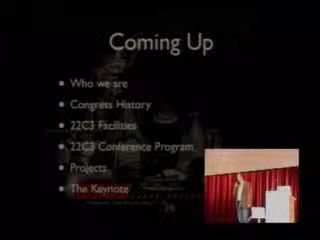 Coming Up
• Who we are
• Congress History
• 22C3 Facilities
• 22C3 Conference Program
• Projects
• The Keynote